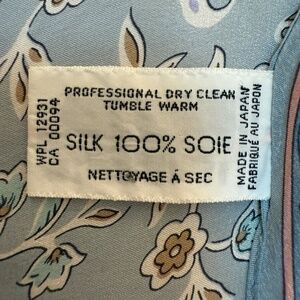 PROFESSIONAL DRY CLEAN
TUMBLE WARM
SILK 100% SOIE
NETTOYAGE À SEC
WPL 12931
CA 00094
MADE IN JAPAN
FABRIQUÉ AU JAPON